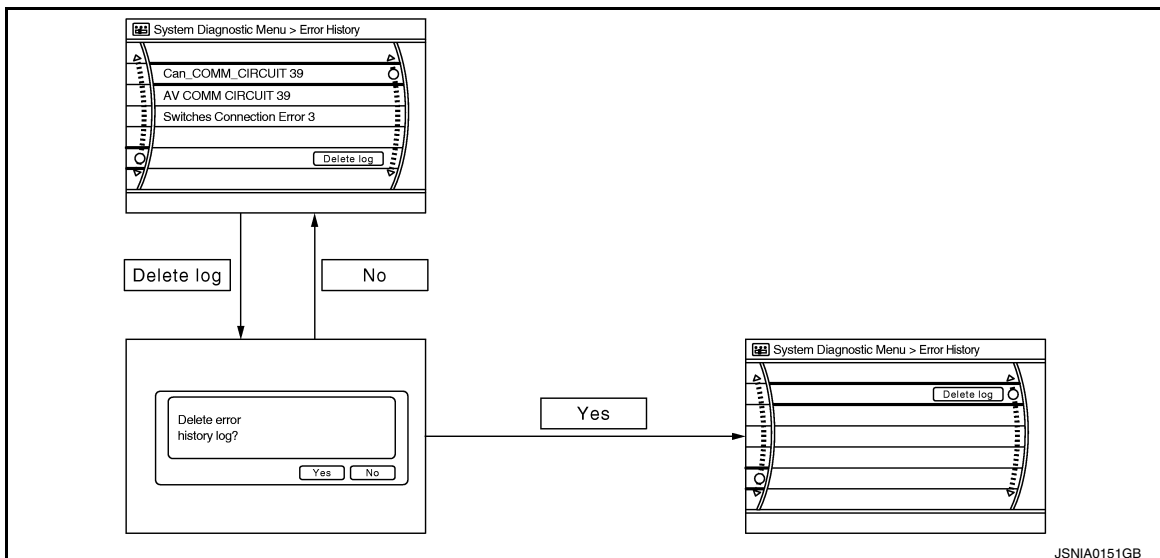 System Diagnostic Menu > Error History
Can_COMM_CIRCUIT 39
AV COMM CIRCUIT 39
Switches Connection Error 3
Delete log
Delete log
No
Delete error
history log?
Yes
No
Yes
System Diagnostic Menu > Error History
Delete log
JSNIA0151GB